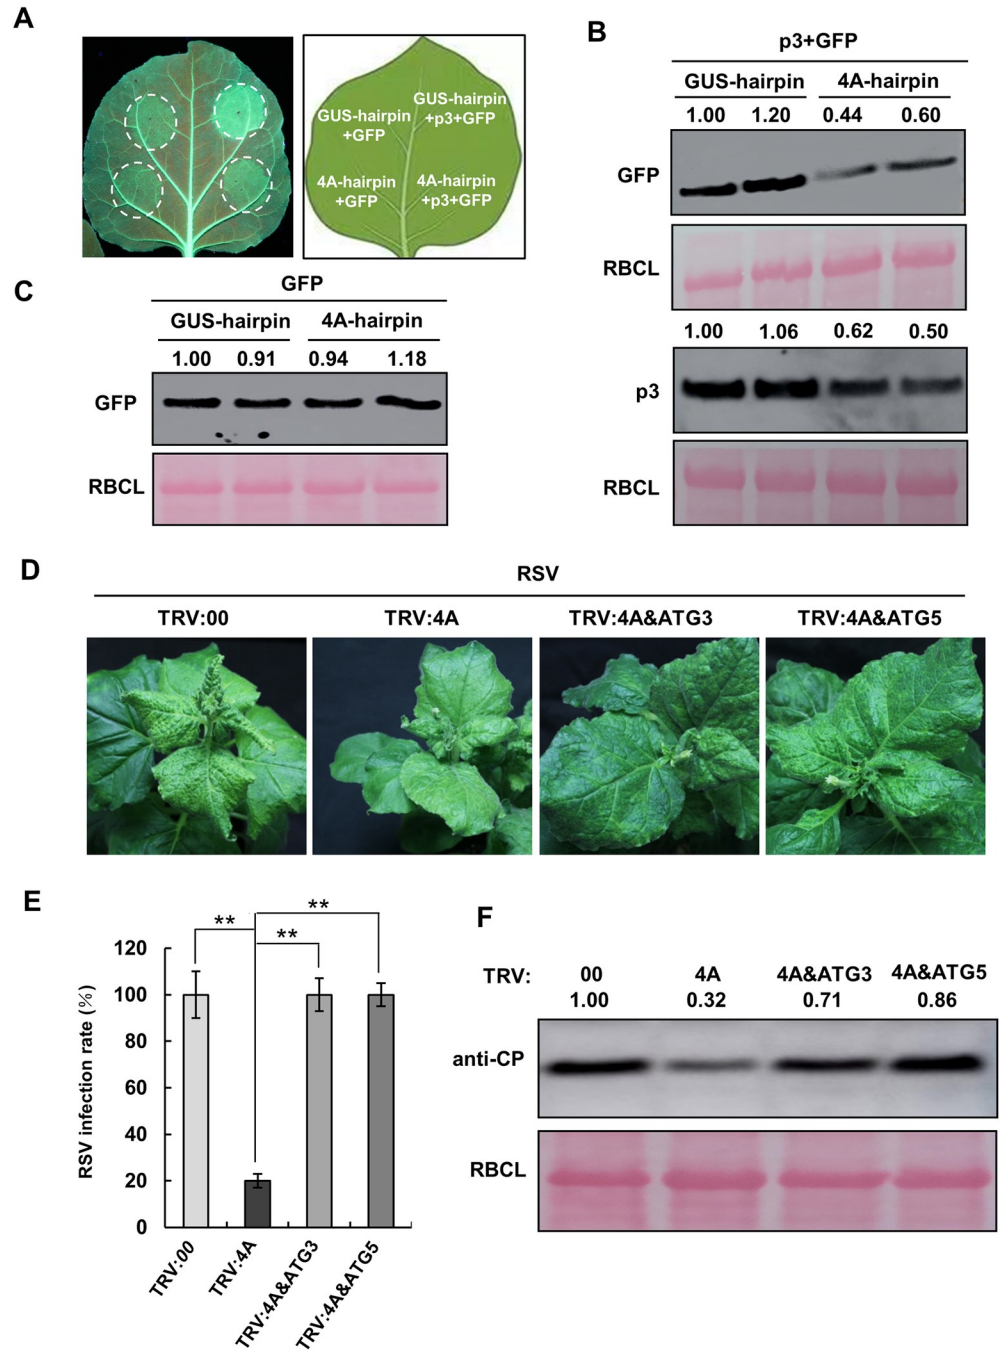 A
GUS-hairpin
+GFP
GUS-hairpin
+p3+GFP
4A-hairpin
+GFP
4A-hairpin
+p3+GFP
B
p3+GFP
GUS-hairpin 4A-hairpin
1.00 1.20 0.44 0.60
GFP
RBCL
1.00 1.06 0.62 0.50
p3
RBCL
C
GFP
GUS-hairpin 4A-hairpin
1.00 0.91 0.94 1.18
GFP
RBCL
D
RSV
TRV:00 TRV:4A TRV:4A&ATG3 TRV:4A&ATG5
E
** ** **
RSV infection rate (%)
120
100
80
60
40
20
0
TRV:00 TRV:4A TRV:4A&ATG3 TRV:4A&ATG5
F
TRV: 00 4A 4A&ATG3 4A&ATG5
1.00 0.32 0.71 0.86
anti-CP
RBCL